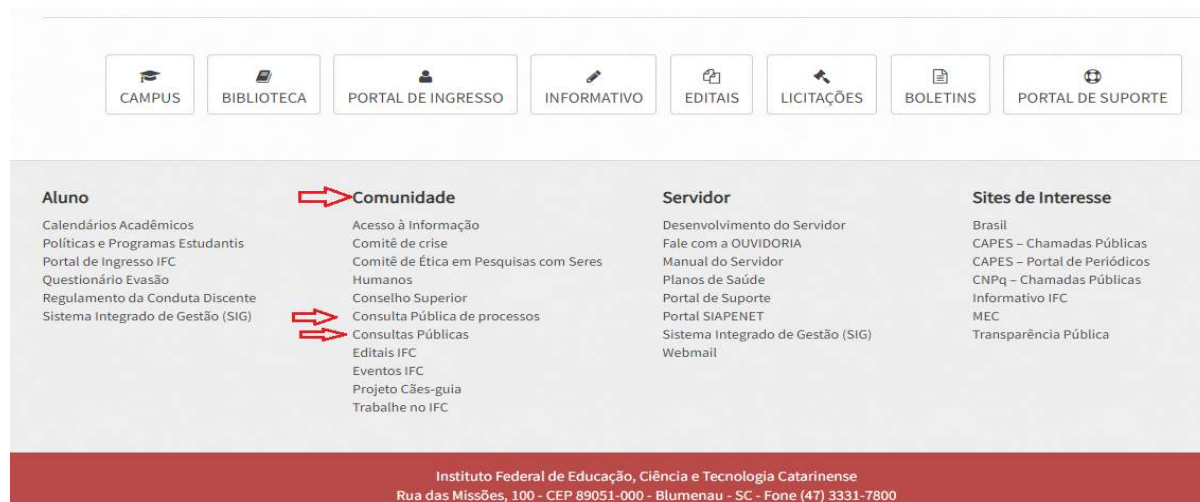 CAMPUS
BIBLIOTECA
PORTAL DE INGRESSO
INFORMATIVO
EDITAIS
LICITAÇÕES
BOLETINS
PORTAL DE SUPORTE
Aluno
Calendários Acadêmicos
Políticas e Programas Estudantis
Portal de Ingresso IFC
Questionário Evasão
Regulamento da Conduta Discente
Sistema Integrado de Gestão (SIG)
Comunidade
Acesso à Informação
Comitê de crise
Comitê de Ética em Pesquisas com Seres
Humanos
Conselho Superior
Consulta Pública de processos
Consultas Públicas
Editais IFC
Eventos IFC
Projeto Cães-guia
Trabalhe no IFC
Servidor
Desenvolvimento do Servidor
Fale com a OUVIDORIA
Manual do Servidor
Planos de Saúde
Portal de Suporte
Portal SIAPENET
Sistema Integrado de Gestão (SIG)
Webmail
Sites de Interesse
Brasil
CAPES – Chamadas Públicas
CAPES – Portal de Periódicos
CNPq – Chamadas Públicas
Informativo IFC
MEC
Transparência Pública
Instituto Federal de Educação, Ciência e Tecnologia Catarinense
Rua das Missões, 100 - CEP 89051-000 - Blumenau - SC - Fone (47) 3331-7800